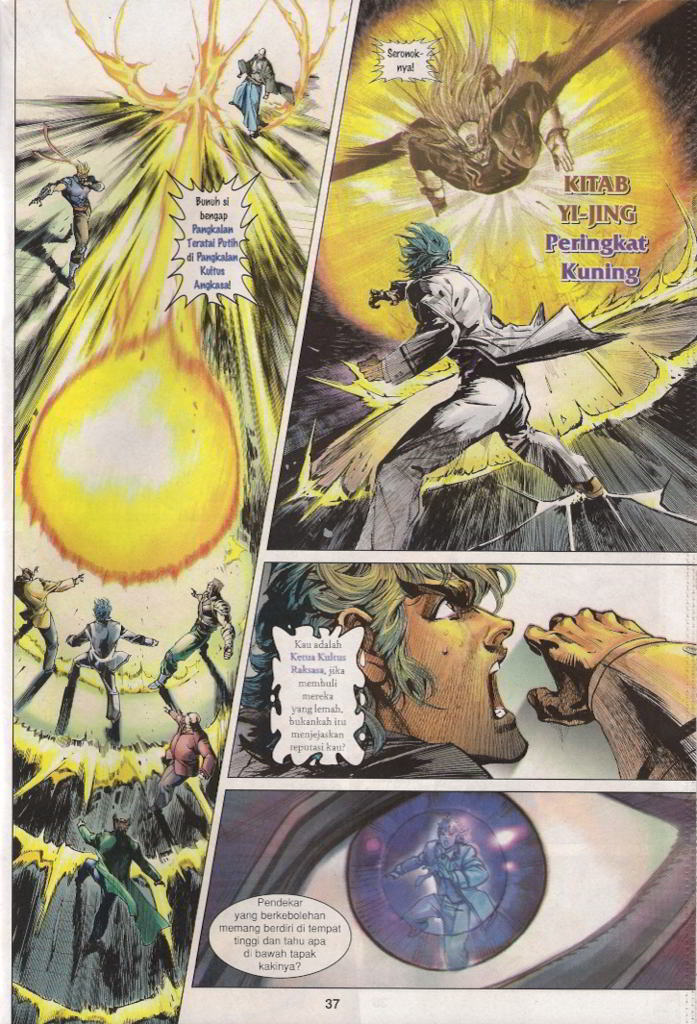 Bunuh si
bengap
Pangkalan
Teratai Putih
di Pangkalan
Kultus
Angkasa!
Seronok-
nya!
KITAB
YI-JING
Peringkat
Kuning
Kau adalah
Ketua Kultus
Raksasa, jika
membuli
mereka
yang lemah,
bukankah itu
menjejaskan
reputasi kau?
Pendekar
yang berkebolehan
memang berdiri di tempat
tinggi dan tahu apa
di bawah tapak
kakinya?
37